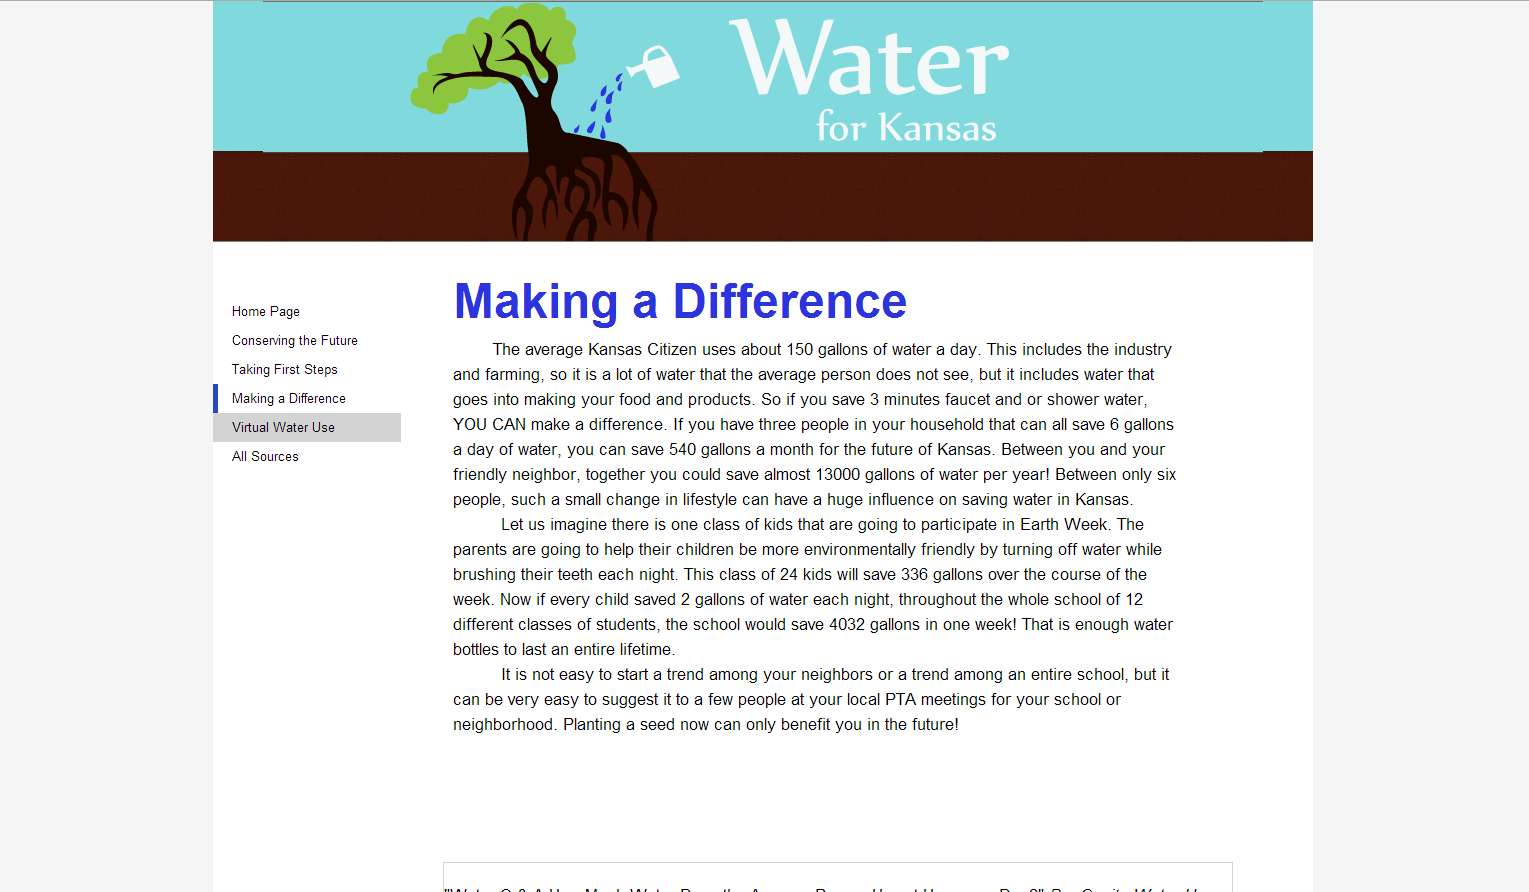 Water
for Kansas
Home Page
Conserving the Future
Taking First Steps
Making a Difference
Virtual Water Use
All Sources
Making a Difference
The average Kansas Citizen uses about 150 gallons of water a day. This includes the industry
and farming, so it is a lot of water that the average person does not see, but it includes water that
goes into making your food and products. So if you save 3 minutes faucet and or shower water,
YOU CAN make a difference. If you have three people in your household that can all save 6 gallons
a day of water, you can save 540 gallons a month for the future of Kansas. Between you and your
friendly neighbor, together you could save almost 13000 gallons of water per year! Between only six
people, such a small change in lifestyle can have a huge influence on saving water in Kansas.
Let us imagine there is one class of kids that are going to participate in Earth Week. The
parents are going to help their children be more environmentally friendly by turning off water while
brushing their teeth each night. This class of 24 kids will save 336 gallons over the course of the
week. Now if every child saved 2 gallons of water each night, throughout the whole school of 12
different classes of students, the school would save 4032 gallons in one week! That is enough water
bottles to last an entire lifetime.
It is not easy to start a trend among your neighbors or a trend among an entire school, but it
can be very easy to suggest it to a few people at your local PTA meetings for your school or
neighborhood. Planting a seed now can only benefit you in the future!